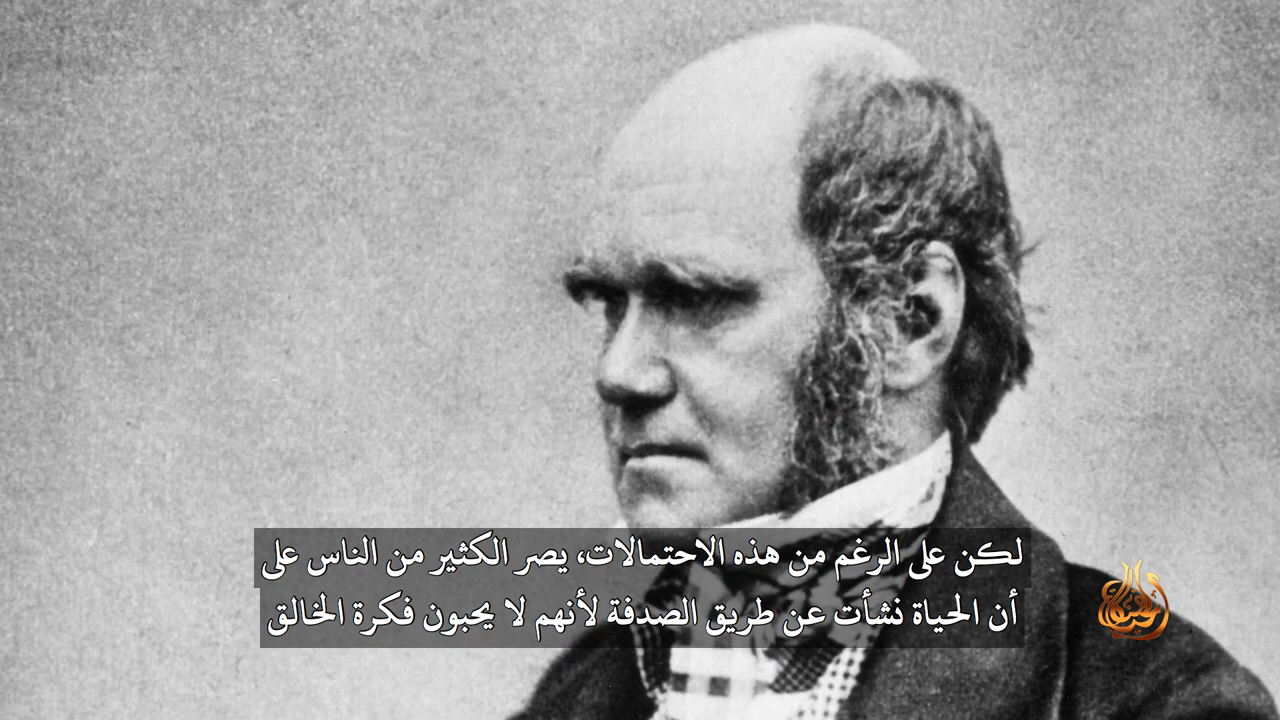 لكن على الرغم من هذه الاحتمالات، يصر الكثير من الناس على
أن الحياة نشأت عن طريق الصدفة لأنهم لا يحبون فكرة الخالق